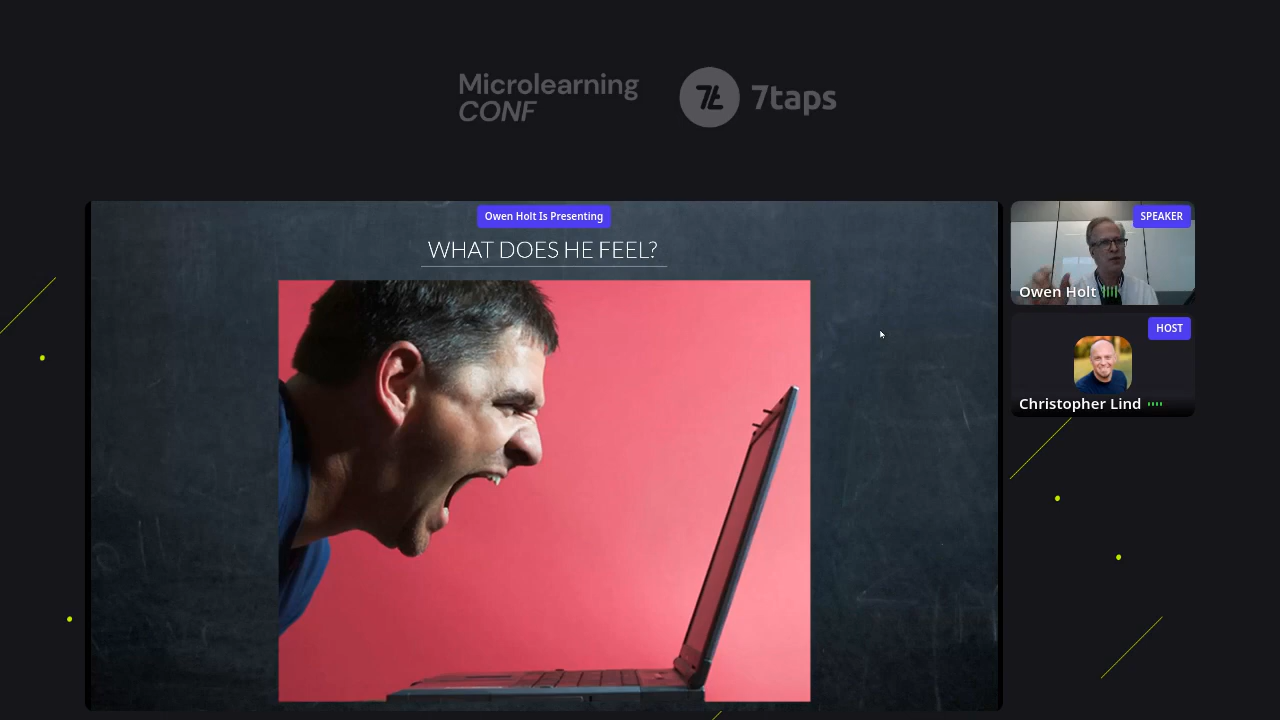 Microlearning
CONF
7taps
Owen Holt Is Presenting
WHAT DOES HE FEEL?
SPEAKER
Owen Holt
HOST
Christopher Lind